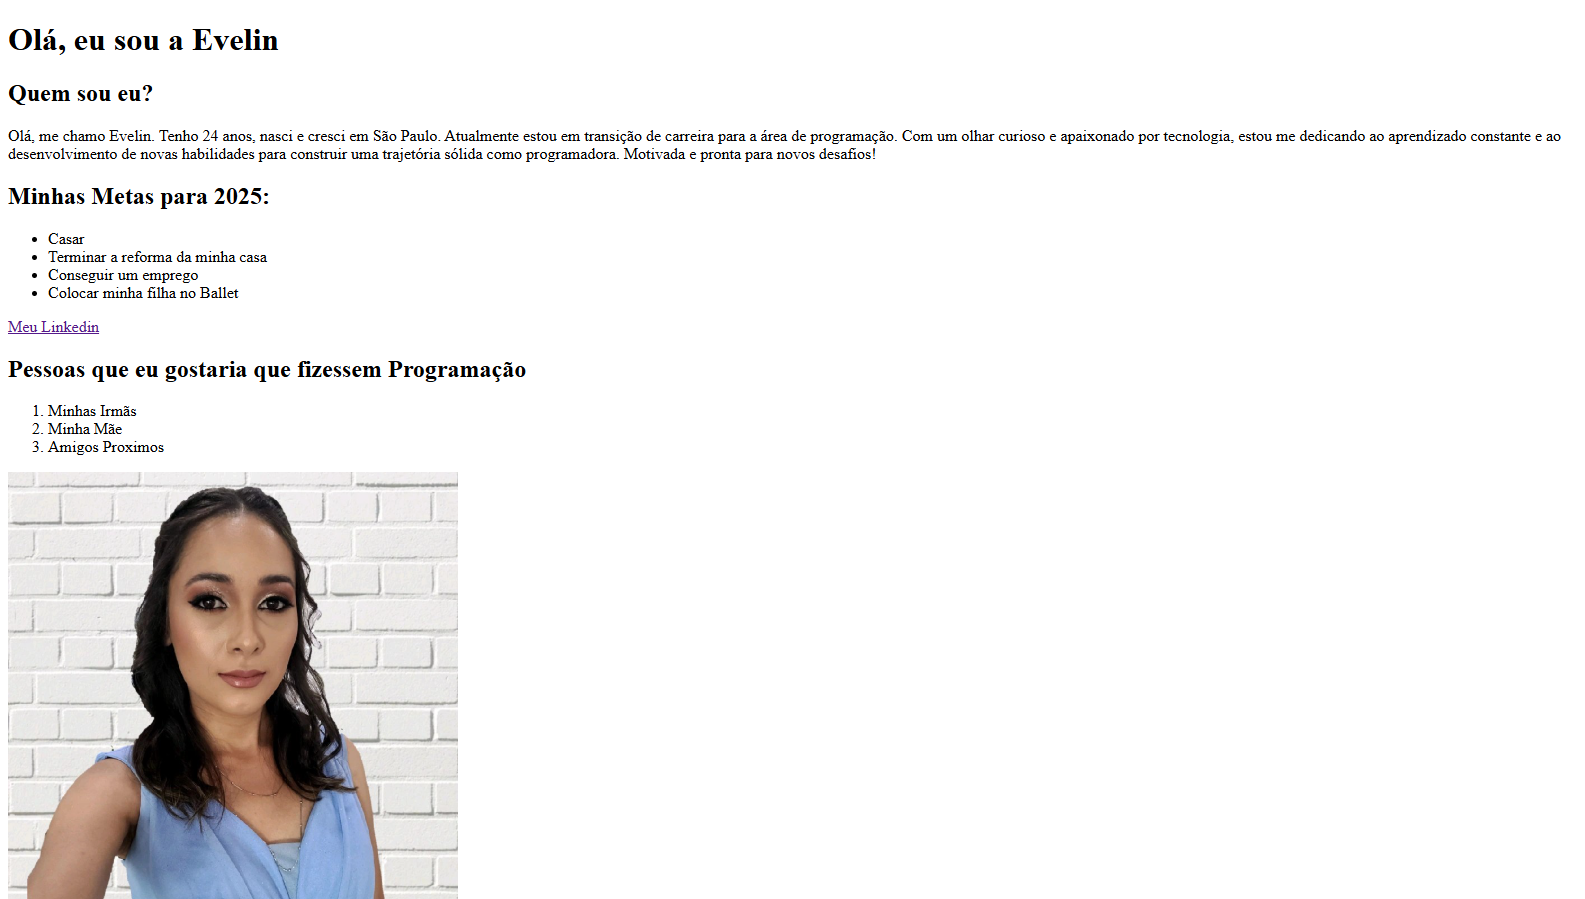 Olá, eu sou a Evelin
Quem sou eu?
Olá, me chamo Evelin. Tenho 24 anos, nasci e cresci em São Paulo. Atualmente estou em transição de carreira para a área de programação. Com um olhar curioso e apaixonado por tecnologia, estou me dedicando ao aprendizado constante e ao
desenvolvimento de novas habilidades para construir uma trajetória sólida como programadora. Motivada e pronta para novos desafios!
Minhas Metas para 2025:
• Casar
• Terminar a reforma da minha casa
• Conseguir um emprego
• Colocar minha filha no Ballet
Meu Linkedin
Pessoas que eu gostaria que fizessem Programação
1. Minhas Irmãs
2. Minha Mãe
3. Amigos Proximos